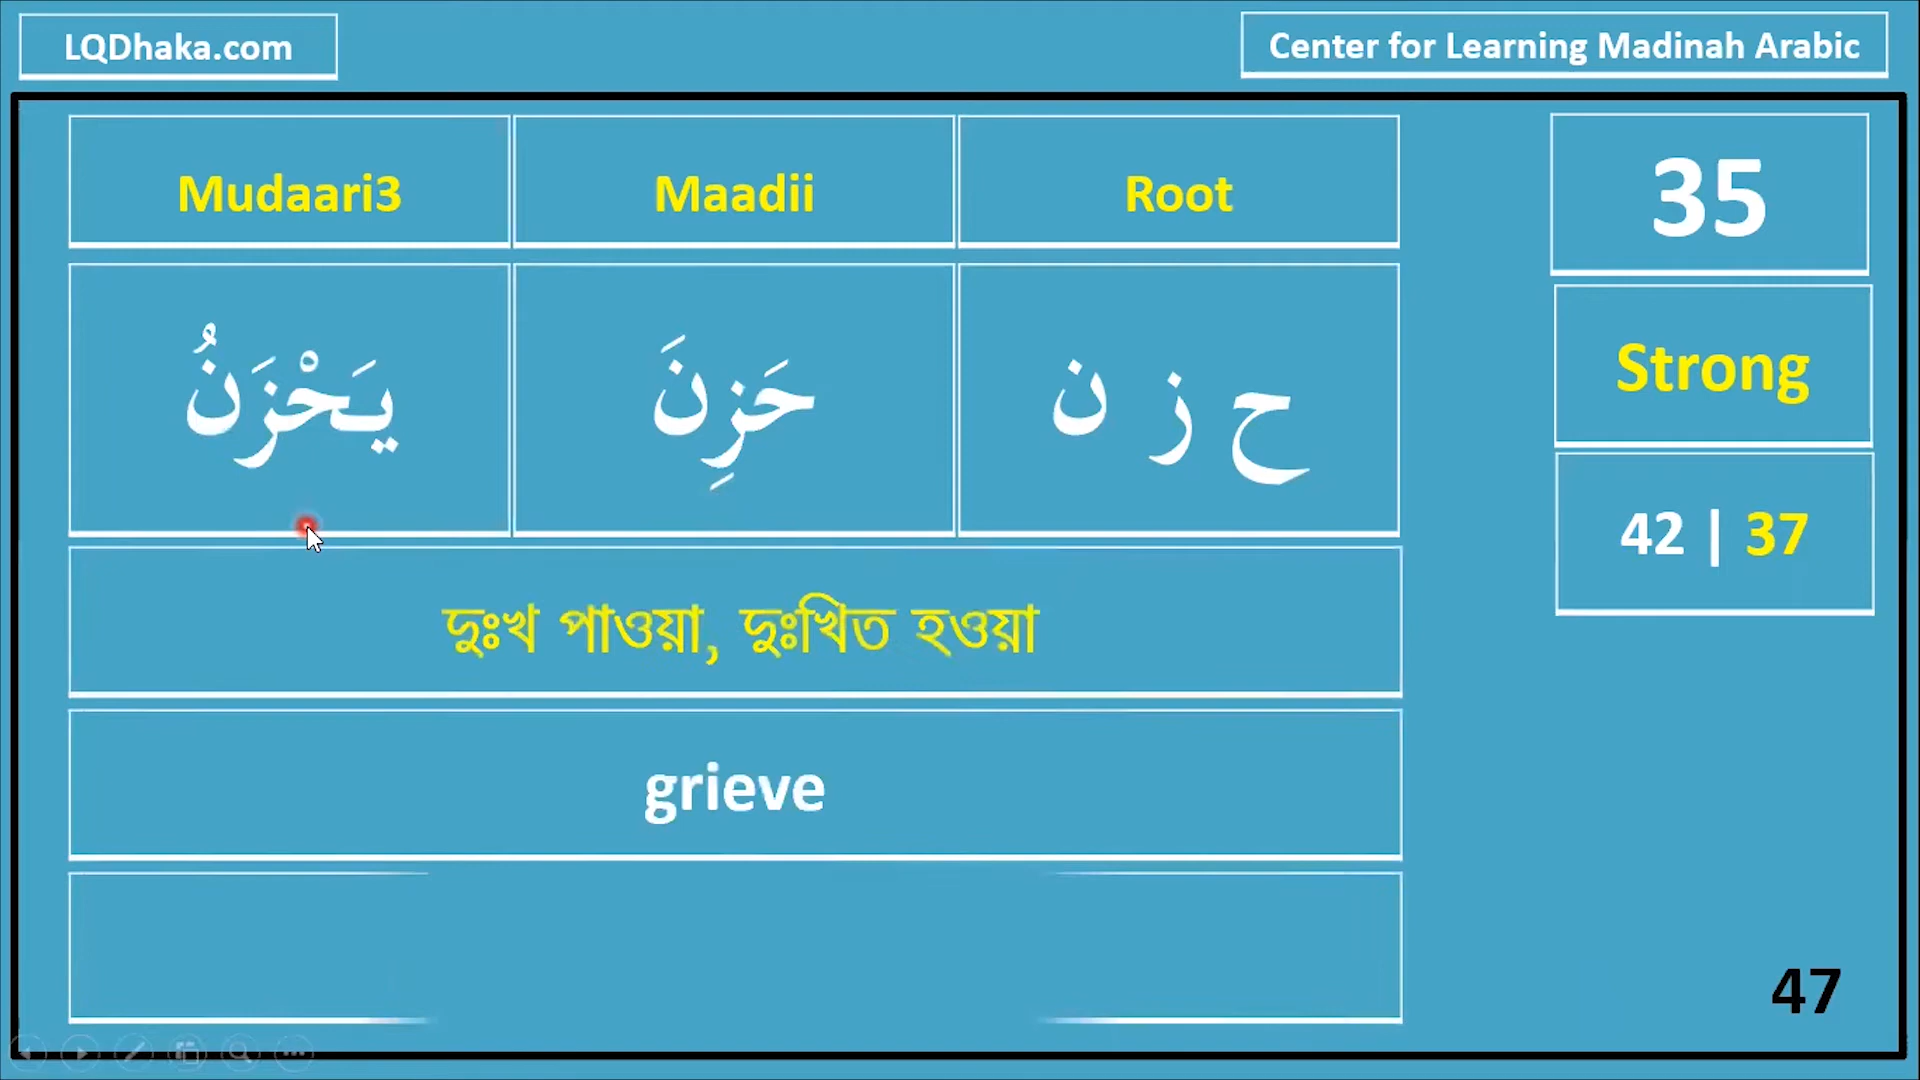 LQDhaka.com
Center for Learning Madinah Arabic
Mudaari3
Maadii
Root
35
يَحْزَنُ
حَزِنَ
ح ز ن
Strong
42 | 37
দুঃখ পাওয়া, দুঃখিত হওয়া
grieve
47